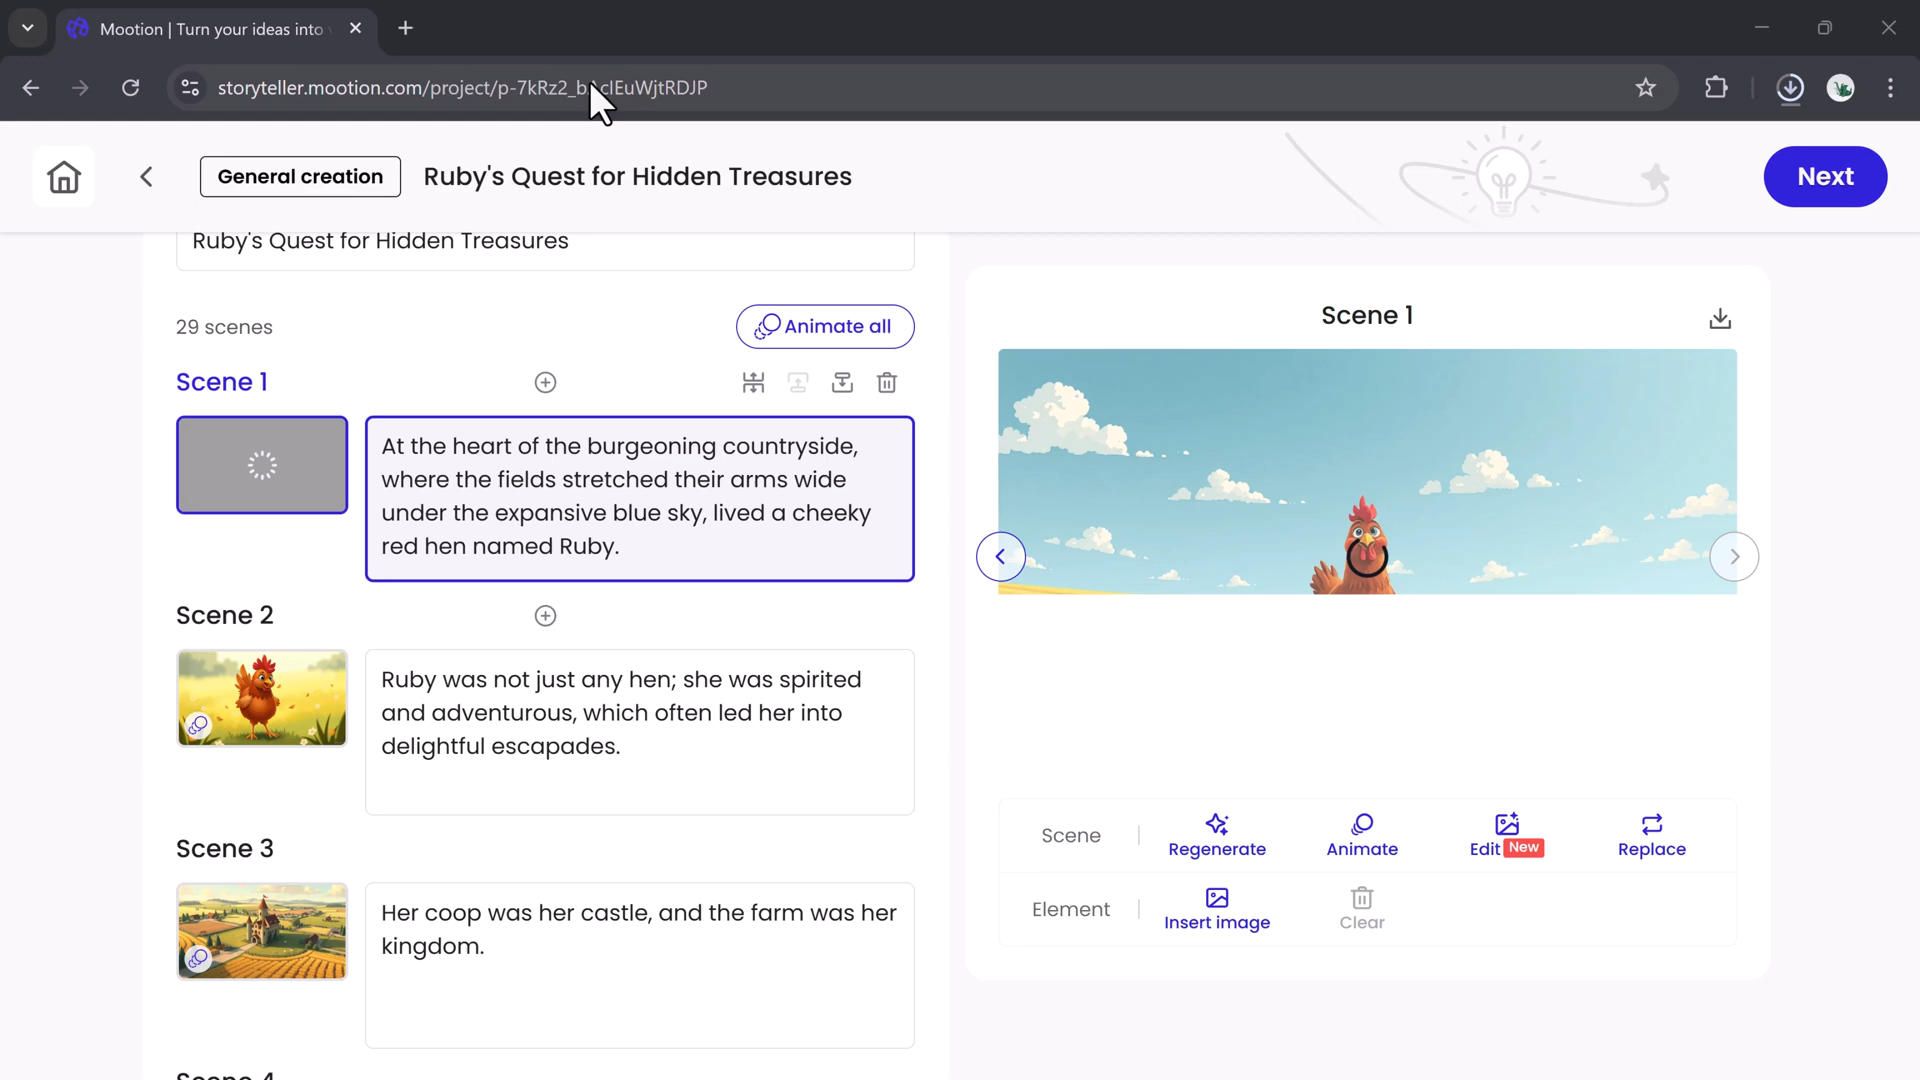 Mootion | Turn your ideas into
storyteller.mootion.com/project/p-7kRz2_b
cIEuWjtRDJP
General creation
Ruby's Quest for Hidden Treasures
Next
Ruby's Quest for Hidden Treasures
29 scenes
Animate all
Scene 1
At the heart of the burgeoning countryside,
where the fields stretched their arms wide
under the expansive blue sky, lived a cheeky
red hen named Ruby.
Scene 2
Ruby was not just any hen; she was spirited
and adventurous, which often led her into
delightful escapades.
Scene 3
Her coop was her castle, and the farm was her
kingdom.
Scene 4
Scene 1
Scene
Regenerate
Animate
Edit New
Replace
Element
Insert image
Clear